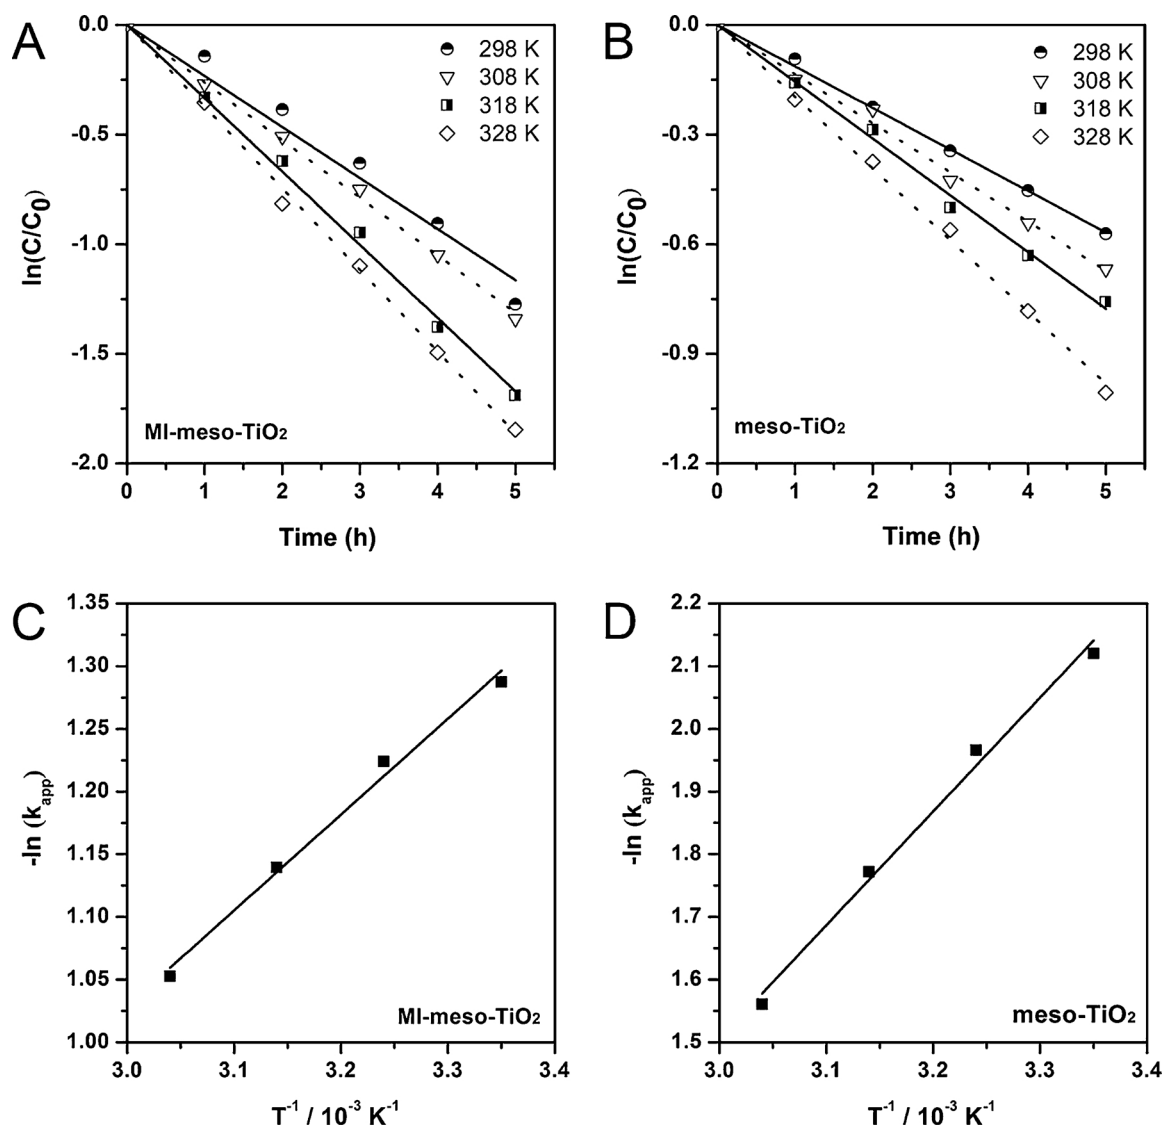 A
0.0
-0.5
-1.0
-1.5
-2.0
ln(C/C0)
298 K
308 K
318 K
328 K
MI-meso-TiO2
0 1 2 3 4 5
Time (h)
B
0.0
-0.3
-0.6
-0.9
-1.2
ln(C/C0)
298 K
308 K
318 K
328 K
meso-TiO2
0 1 2 3 4 5
Time (h)
C
1.35
1.30
1.25
1.20
1.15
1.10
1.05
1.00
-ln (kapp)
MI-meso-TiO2
3.0 3.1 3.2 3.3 3.4
T-1 / 10-3 K-1
D
2.2
2.1
2.0
1.9
1.8
1.7
1.6
1.5
-ln (kapp)
meso-TiO2
3.0 3.1 3.2 3.3 3.4
T-1 / 10-3 K-1